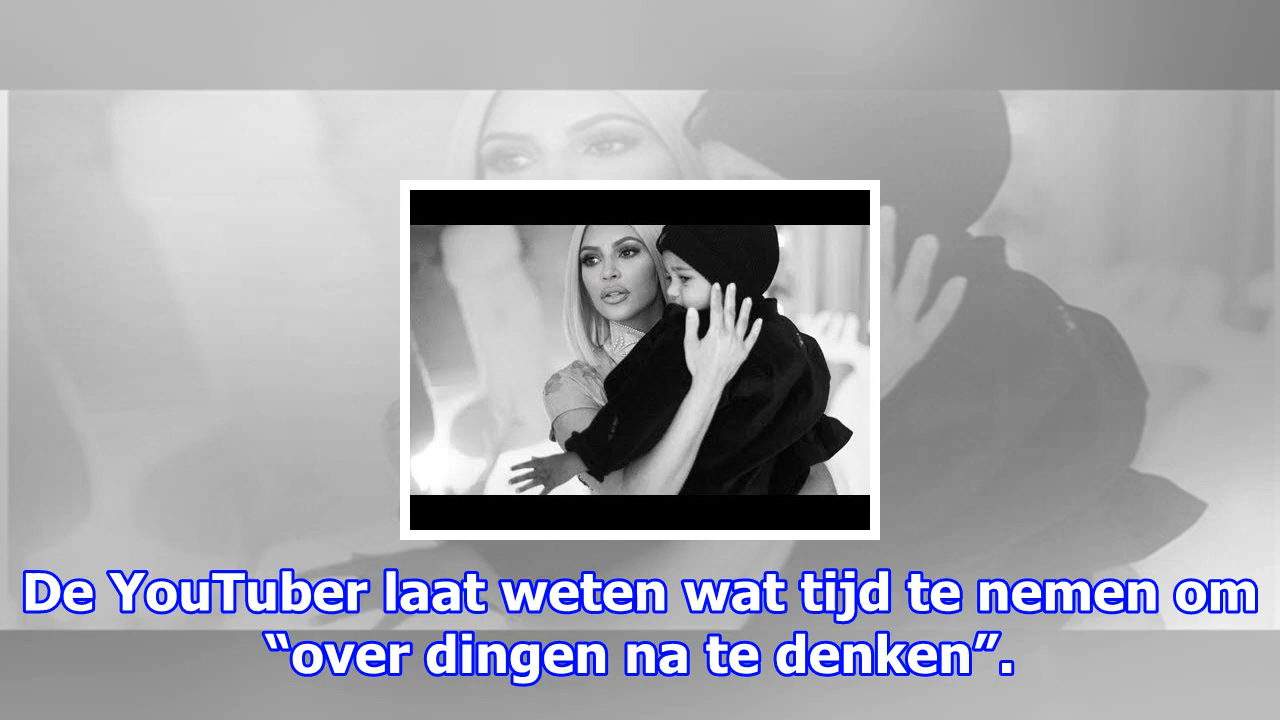 De YouTuber laat weten wat tijd te nemen om
“over dingen na te denken”.